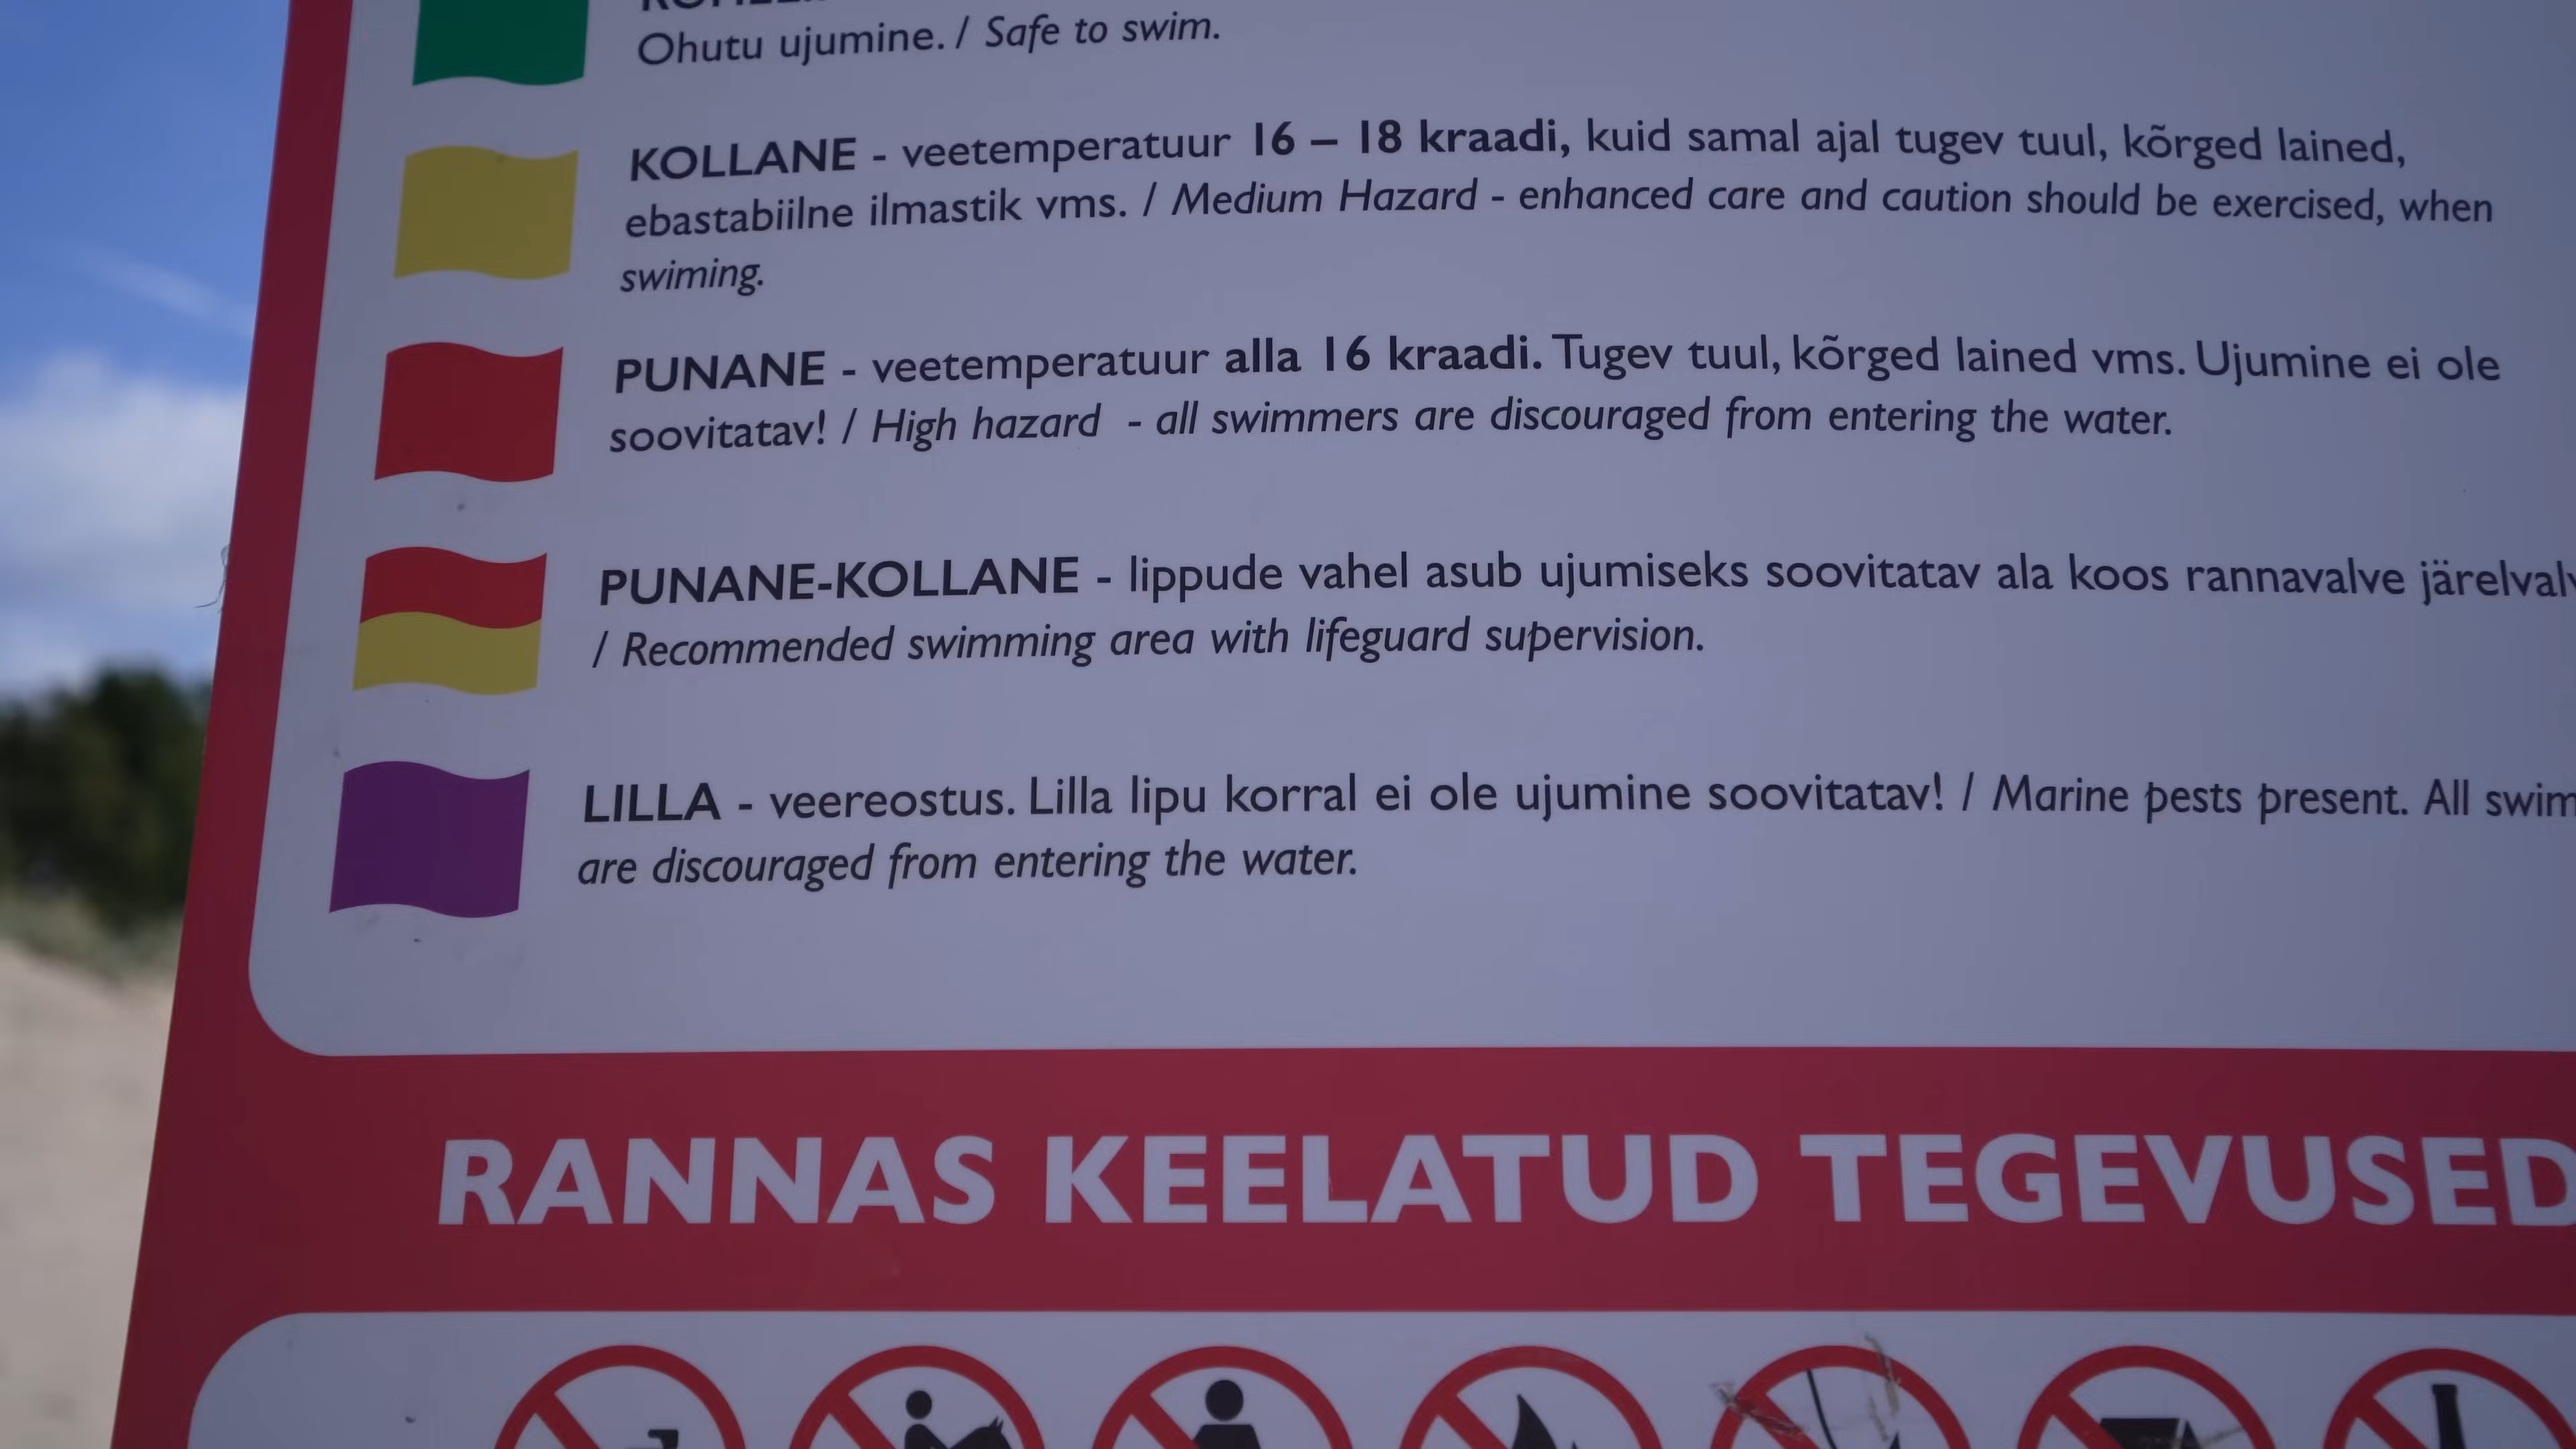 Ohutu ujumine. / Safe to swim.
KOLLANE - veetemperatuur 16 – 18 kraadi, kuid samal ajal tugev tuul, kõrged lained,
ebastabiilne ilmastik vms. / Medium Hazard - enhanced care and caution should be exercised, when
swiming.
PUNANE - veetemperatuur alla 16 kraadi. Tugev tuul, kõrged lained vms. Ujumine ei ole
soovitatav! / High hazard - all swimmers are discouraged from entering the water.
PUNANE-KOLLANE - lippude vahel asub ujumiseks soovitatav ala koos rannavalve
/ Recommended swimming area with lifeguard supervision.
LILLA - veereostus. Lilla lipu korral ei ole ujumine soovitatav! / Marine pests present. All
are discouraged from entering the water.
RANNAS KEELATUD TEGEVUSED